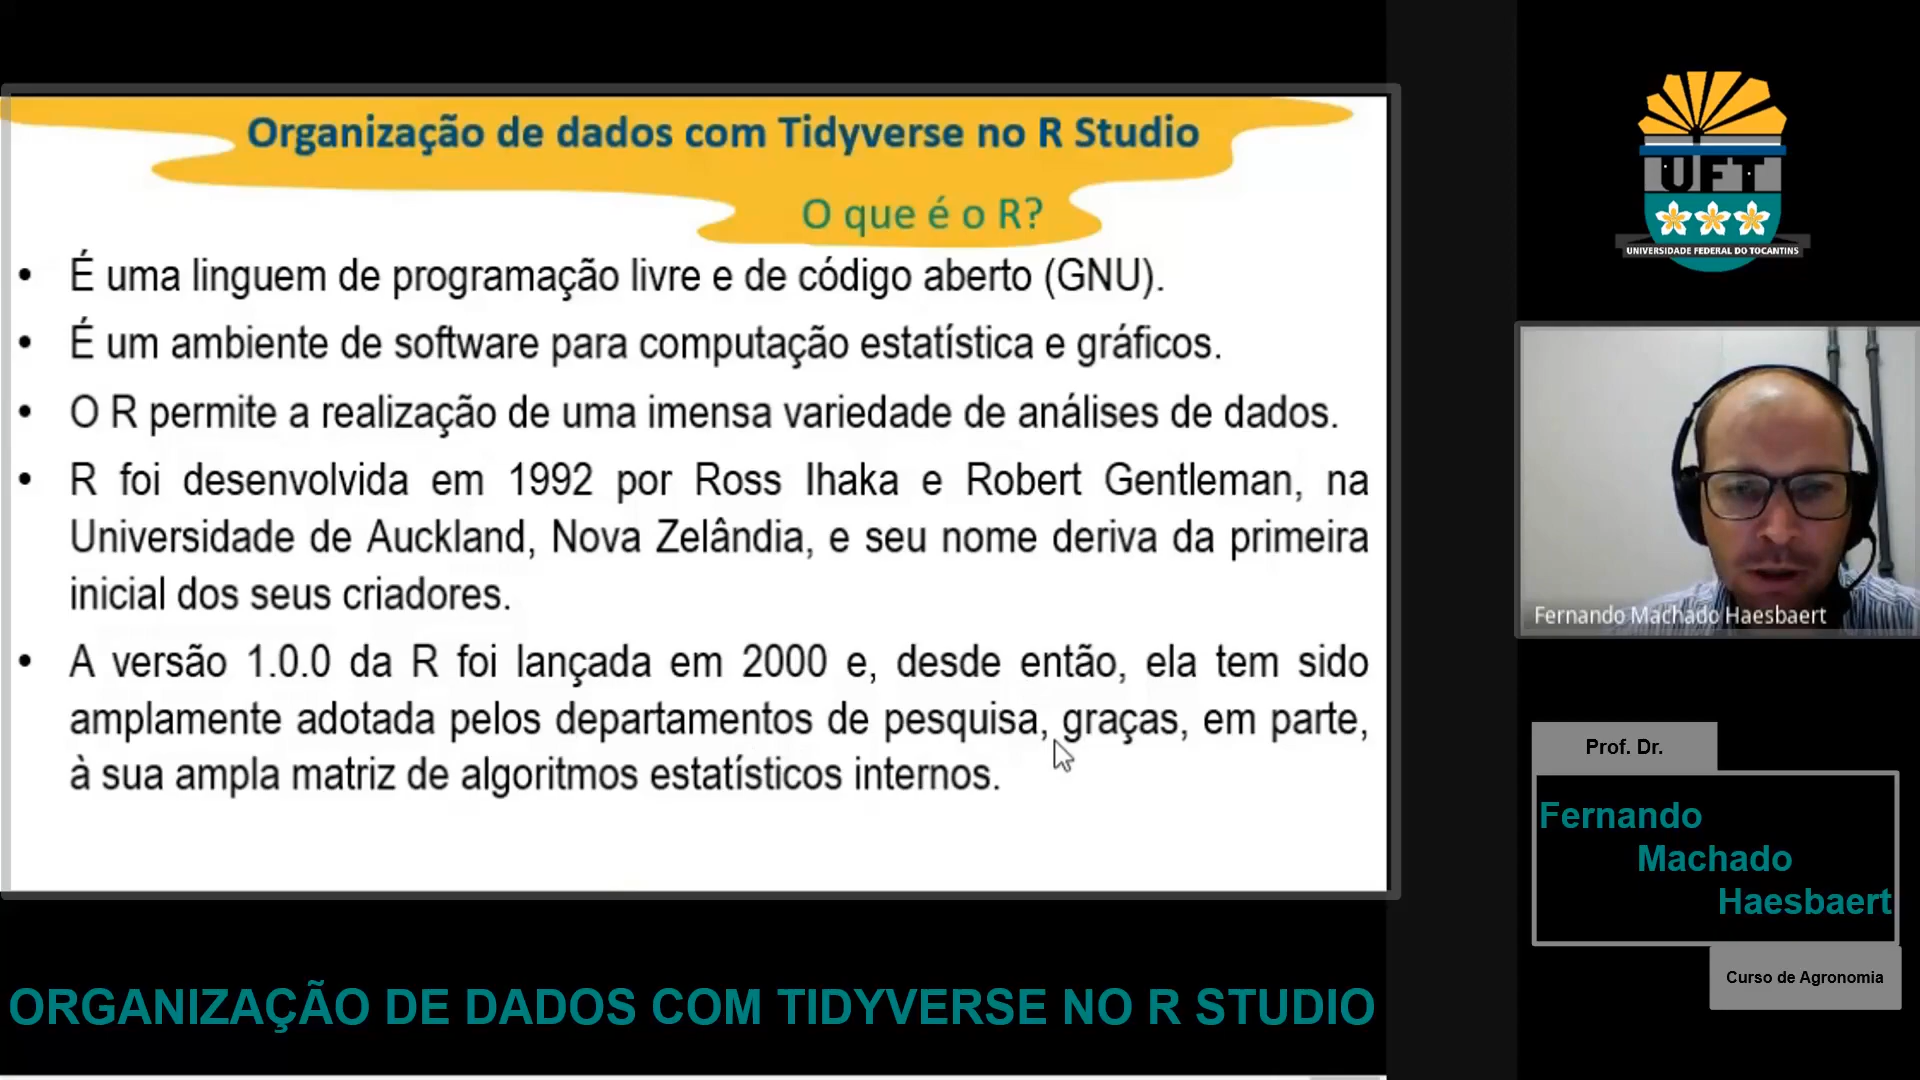 Organização de dados com Tidyverse no R Studio
O que é o R?
• É uma linguem de programação livre e de código aberto (GNU).
• É um ambiente de software para computação estatística e gráficos.
• O R permite a realização de uma imensa variedade de análises de dados.
• R foi desenvolvida em 1992 por Ross Ihaka e Robert Gentleman, na
Universidade de Auckland, Nova Zelândia, e seu nome deriva da primeira
inicial dos seus criadores.
• A versão 1.0.0 da R foi lançada em 2000 e, desde então, ela tem sido
amplamente adotada pelos departamentos de pesquisa, graças, em parte,
à sua ampla matriz de algoritmos estatísticos internos.
ORGANIZAÇÃO DE DADOS COM TIDYVERSE NO R STUDIO
UFT
UNIVERSIDADE FEDERAL DO TOCANTINS
Fernando Machado Haesbaert
Prof. Dr.
Fernando
Machado
Haesbaert
Curso de Agronomia